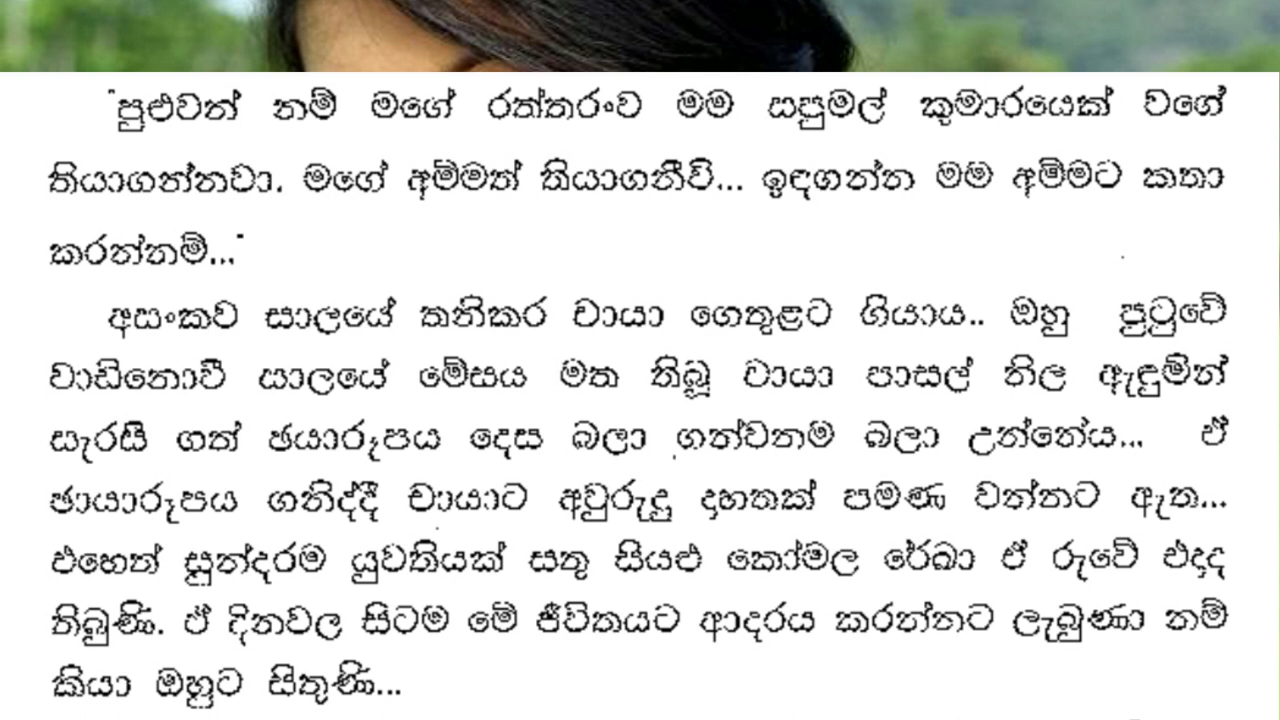 "පුළුවන් නම් මගේ රත්තරංව මම සපුමල් කුමාරයෙක් වගේ
තියාගන්නවා. මගේ අම්මත් තියාගනීවි... ඉඳගන්න මම අම්මට කතා
කරන්නම්..."
අසංකව සාලයේ තනිකර චායා ගෙතුළට ගියාය.. ඔහු පුටුවේ
වාඩිනොවී සාලයේ මේසය මත තිබූ චායා පාසල් නිල ඇඳුමින්
සැරසී ගත් ඡයාරූපය දෙස බලා ගන්වනම බලා උන්නේය... ඒ
ඡායාරූපය ගනිද්දී චායාට අවුරුදු දහතක් පමණ වන්නට ඇත...
එහෙත් සුන්දරම යුවතියක් සතු සියළු කෝමල රේඛා ඒ රුවේ එදද
තිබුණි. ඒ දිනවල සිටම මේ ජීවිතයට ආදරය කරන්නට ලැබුණා නම්
කියා ඔහුට සිතුණි...